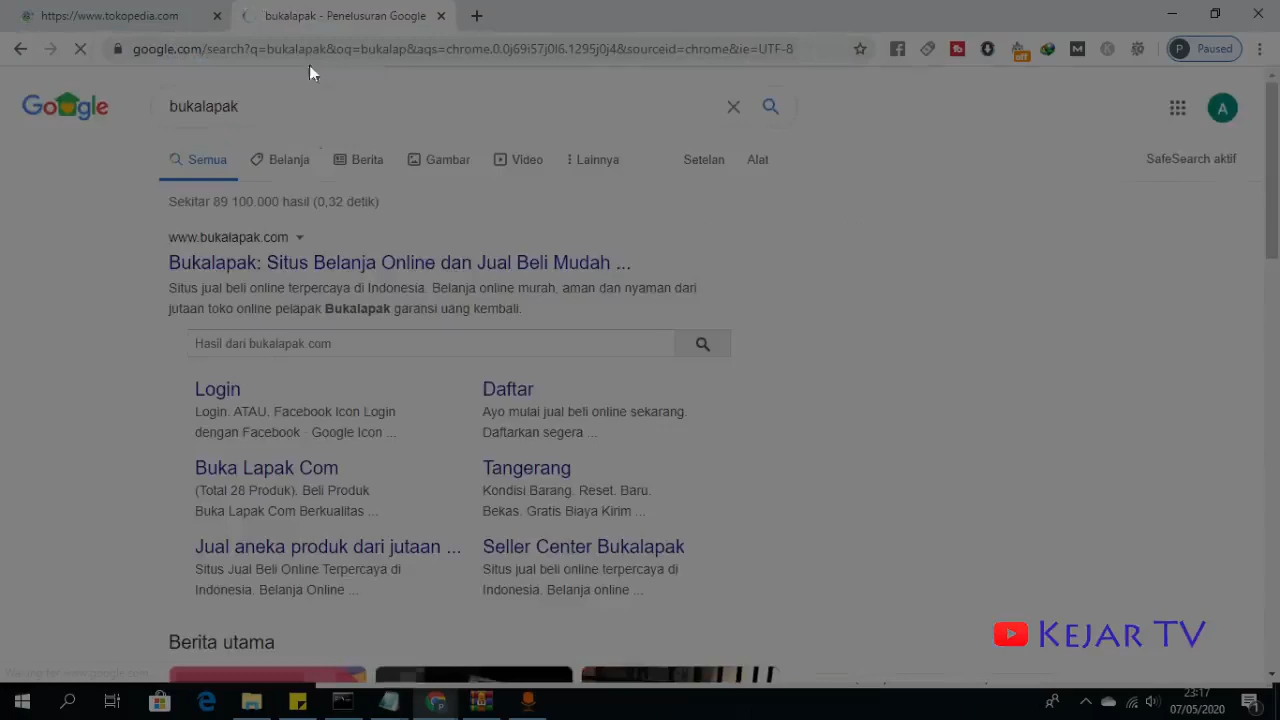 https://www.tokopedia.com
bukalapak - Penelusuran Google
google.com/search?q=bukalapak&oq=bukalap&aqs=chrome.0.0j69i57j0l6.1295j0j4&sourceid=chrome&ie=UTF-8
off
P Paused
Google
bukalapak
A
Semua Belanja Berita Gambar Video Lainnya Setelan Alat
SafeSearch aktif
Sekitar 89.100.000 hasil (0,32 detik)
www.bukalapak.com
Bukalapak: Situs Belanja Online dan Jual Beli Mudah ...
Situs jual beli online terpercaya di Indonesia. Belanja online murah, aman dan nyaman dari
jutaan toko online pelapak Bukalapak garansi uang kembali.
Hasil dari bukalapak.com
Login
Login. ATAU. Facebook Icon Login
dengan Facebook · Google Icon ...
Daftar
Ayo mulai jual beli online sekarang.
Daftarkan segera ...
Buka Lapak Com
(Total 28 Produk). Beli Produk
Buka Lapak Com Berkualitas ...
Tangerang
Kondisi Barang. Reset. Baru.
Bekas. Gratis Biaya Kirim ...
Jual aneka produk dari jutaan ...
Situs Jual Beli Online Terpercaya di
Indonesia. Belanja Online ...
Seller Center Bukalapak
Situs jual beli online terpercaya di
Indonesia. Belanja online ...
Berita utama
KEJAR TV
23:17
07/05/2020